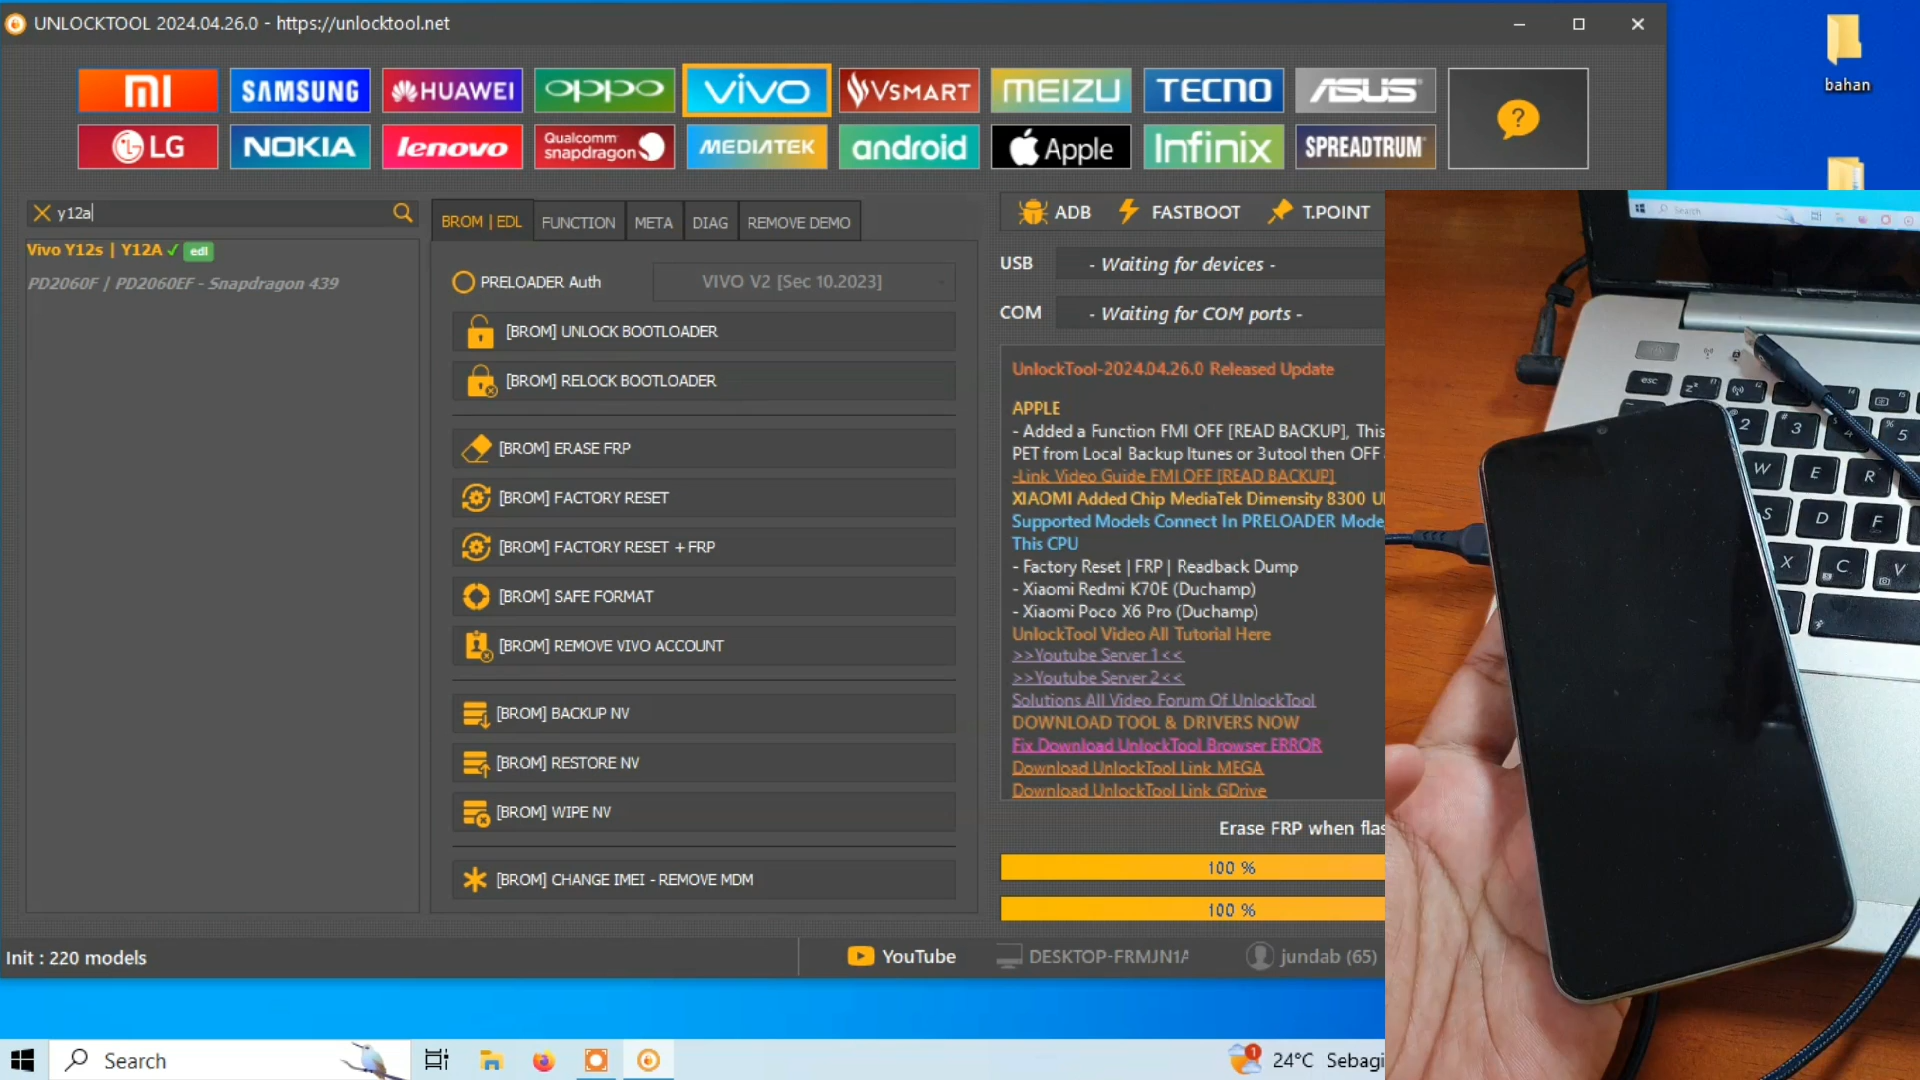 UNLOCKTOOL 2024.04.26.0 - https://unlocktool.net
bahan
SAMSUNG
HUAWEI
oppo
vivo
VSMART
MEIZU
TECNO
ASUS
?
LG
NOKIA
lenovo
Qualcomm
snapdragon
MEDIATEK
android
Apple
Infinix
SPREADTRUM
y12a
Vivo Y12s | Y12A ✓ edl
PD2060F / PD2060EF - Snapdragon 439
BROM | EDL
FUNCTION
META
DIAG
REMOVE DEMO
PRELOADER Auth
VIVO V2 [Sec 10.2023]
[BROM] UNLOCK BOOTLOADER
[BROM] RELOCK BOOTLOADER
[BROM] ERASE FRP
[BROM] FACTORY RESET
[BROM] FACTORY RESET + FRP
[BROM] SAFE FORMAT
[BROM] REMOVE VIVO ACCOUNT
[BROM] BACKUP NV
[BROM] RESTORE NV
[BROM] WIPE NV
[BROM] CHANGE IMEI - REMOVE MDM
ADB
FASTBOOT
T.POINT
USB - Waiting for devices -
COM - Waiting for COM ports -
UnlockTool-2024.04.26.0 Released Update
APPLE
- Added a Function FMI OFF [READ BACKUP], This
PET from Local Backup Itunes or 3utool then OFF
-Link Video Guide FMI OFF [READ BACKUP]
XIAOMI Added Chip MediaTek Dimensity 8300 U
Supported Models Connect In PRELOADER Mode
This CPU
- Factory Reset | FRP | Readback Dump
- Xiaomi Redmi K70E (Duchamp)
- Xiaomi Poco X6 Pro (Duchamp)
UnlockTool Video All Tutorial Here
>>Youtube Server 1<<
>>Youtube Server 2<<
Solutions All Video Forum Of UnlockTool
DOWNLOAD TOOL & DRIVERS NOW
Fix Download UnlockTool Browser ERROR
Download UnlockTool Link MEGA
Download UnlockTool Link GDrive
Erase FRP when flas
100 %
100 %
Init : 220 models
YouTube
DESKTOP-FRMJN1A
jundab (65)
Search
1
24°C Sebagi
Search
esc
2
3
4
5
W
E
R
S
D
F
X
C
V